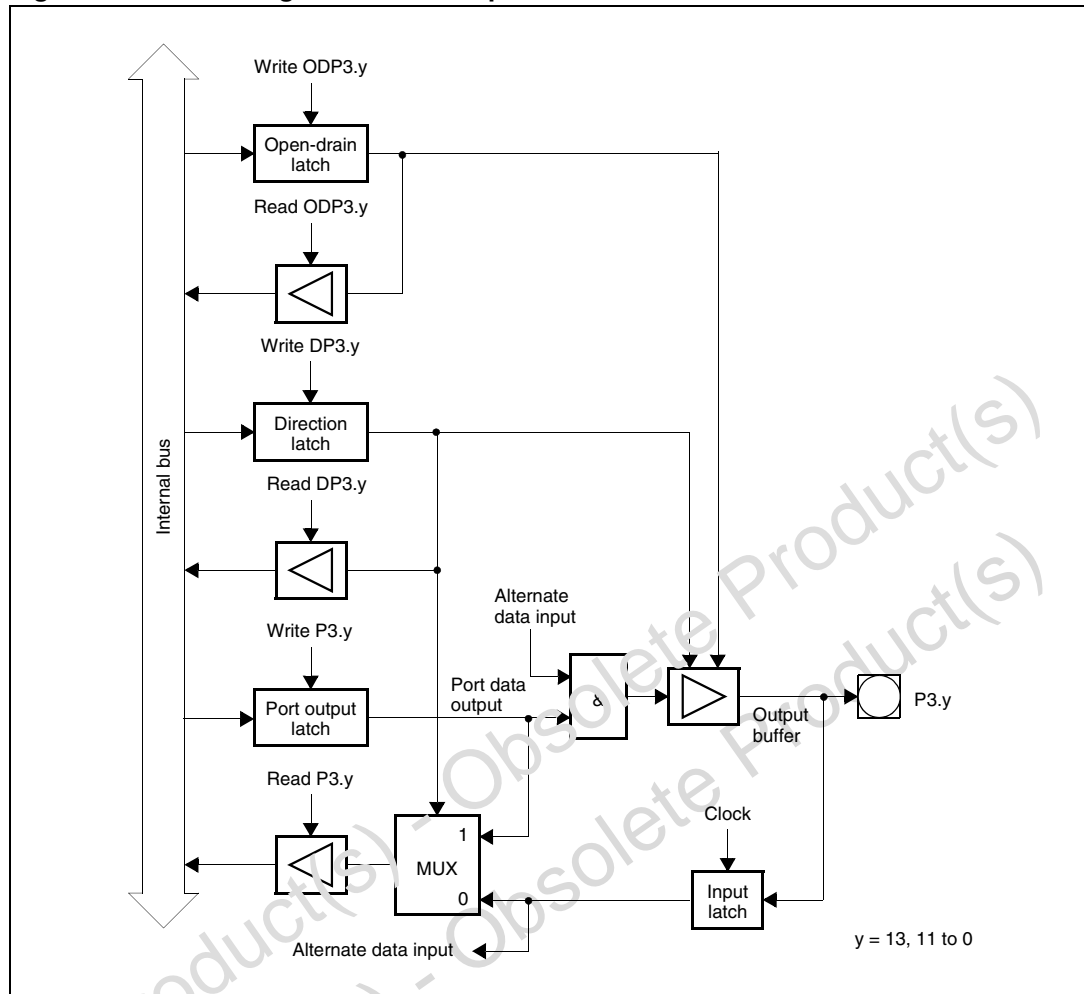 Write ODP3.y
Open-drain
latch
Read ODP3.y
Write DP3.y
Direction
latch
Internal bus
Read DP3.y
Alternate
data input
Write P3.y
Port data
output
&
Port output
latch
P3.y
Output
buffer
Read P3.y
Clock
1
MUX
0
Input
latch
Alternate data input
y = 13, 11 to 0
Product(s) - Obsolete Product(s)
Product(s) - Obsolete Product(s)